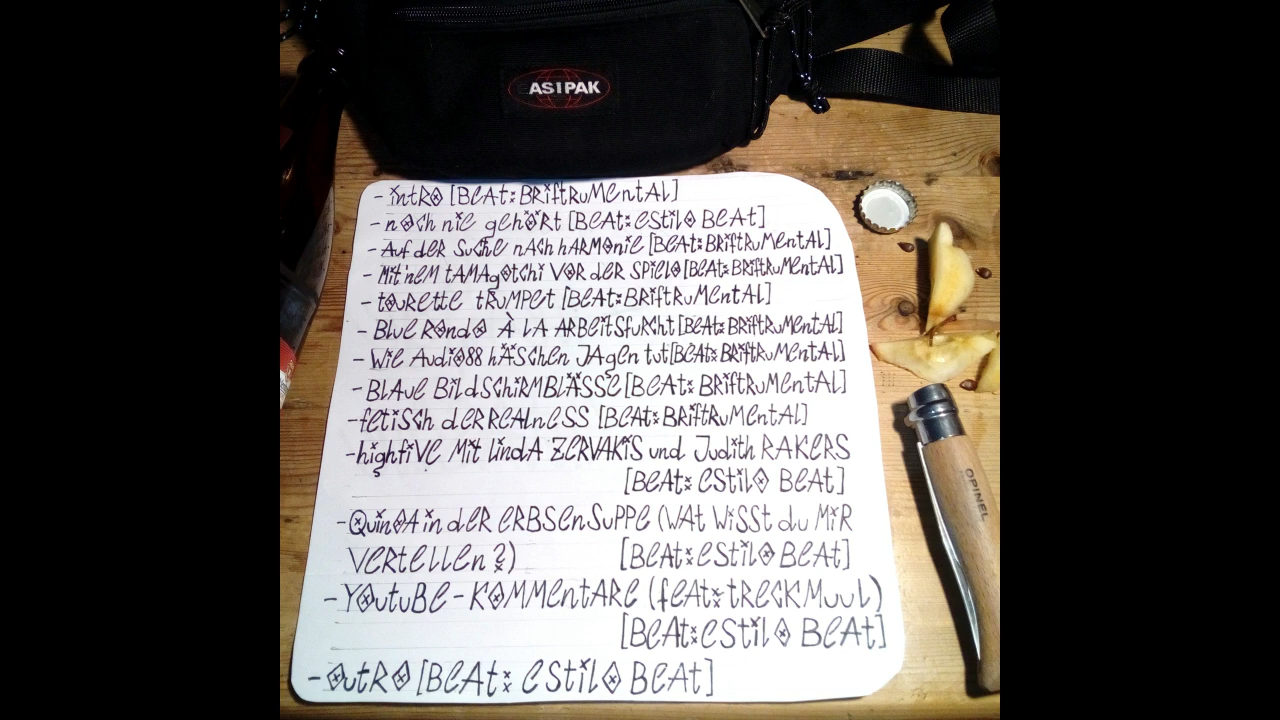 ASIPAK
- intRO [BeAt: BRiftRuMentAl]
- noch nie gehört [BeAt: eStilO BeAt]
- Auf deR Suche nAch hARMonie [BeAt: BRiftRuMentAl]
- Mit'neM tAMAgotchi VOR deR SPielO [BeAt: BRiftRuMentAl]
- tOuRette tRuMPet [BeAt: BRiftRuMentAl]
- Blue ROndO À lA ARBeitSfuRcht [BeAt: BRiftRuMentAl]
- Wie AudiO88 hÄSchen JAgen tut [BeAt: BRiftRuMentAl]
- BlAue BildSchiRMBlÄSSe [BeAt: BRiftRuMentAl]
- fetiSch deR ReAlneSS [BeAt: BRiftRuMentAl]
- highfiVe Mit lindA ZeRVAKiS und Judith RAKeRS
[BeAt: eStilO BeAt]
- QuinOA in deR eRBSenSuPPe (WAt WiSSt du MiR
VeRtellen?) [BeAt: eStilO BeAt]
- YOutuBe-KOMMentARe (feAt: tRecKMuul)
[BeAt: eStilO BeAt]
- OutRO [BeAt: eStilO BeAt]
OPINEL